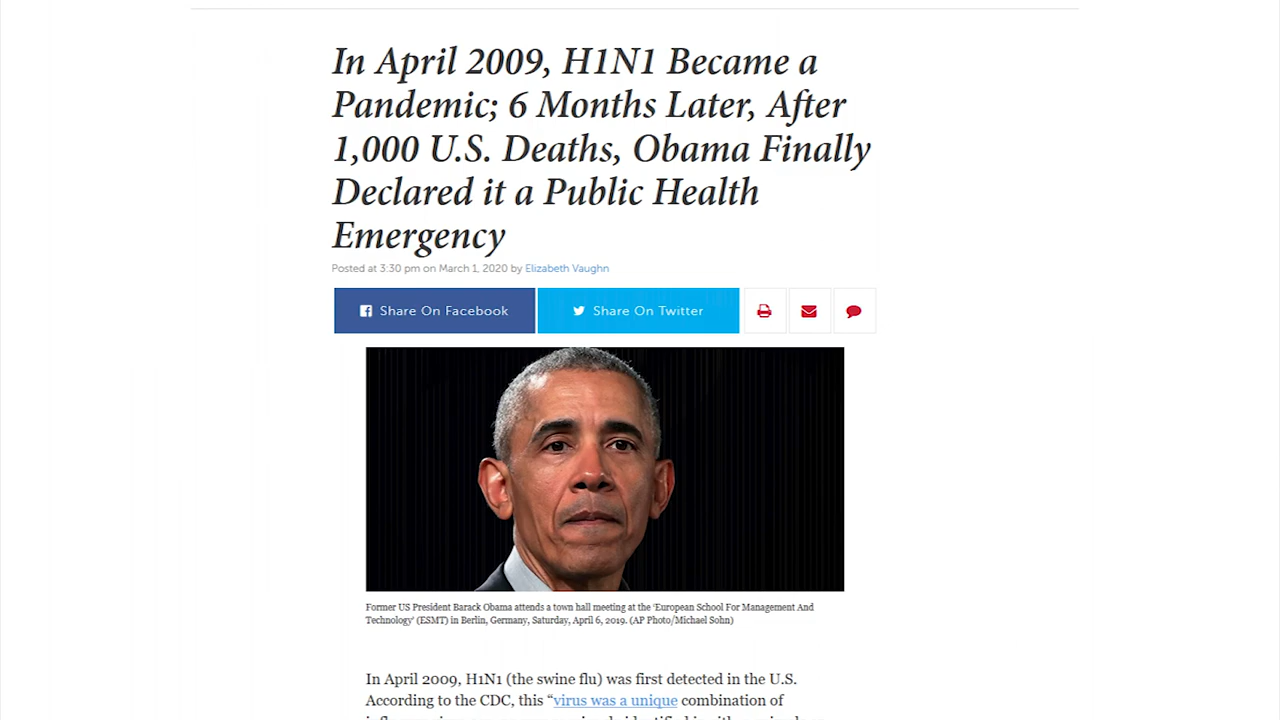 In April 2009, H1N1 Became a
Pandemic; 6 Months Later, After
1,000 U.S. Deaths, Obama Finally
Declared it a Public Health
Emergency
Posted at 3:30 pm on March 1, 2020 by Elizabeth Vaughn
Share On Facebook
Share On Twitter
Former US President Barack Obama attends a town hall meeting at the 'European School For Management And
Technology' (ESMT) in Berlin, Germany, Saturday, April 6, 2019. (AP Photo/Michael Sohn)
In April 2009, H1N1 (the swine flu) was first detected in the U.S.
According to the CDC, this “virus was a unique combination of